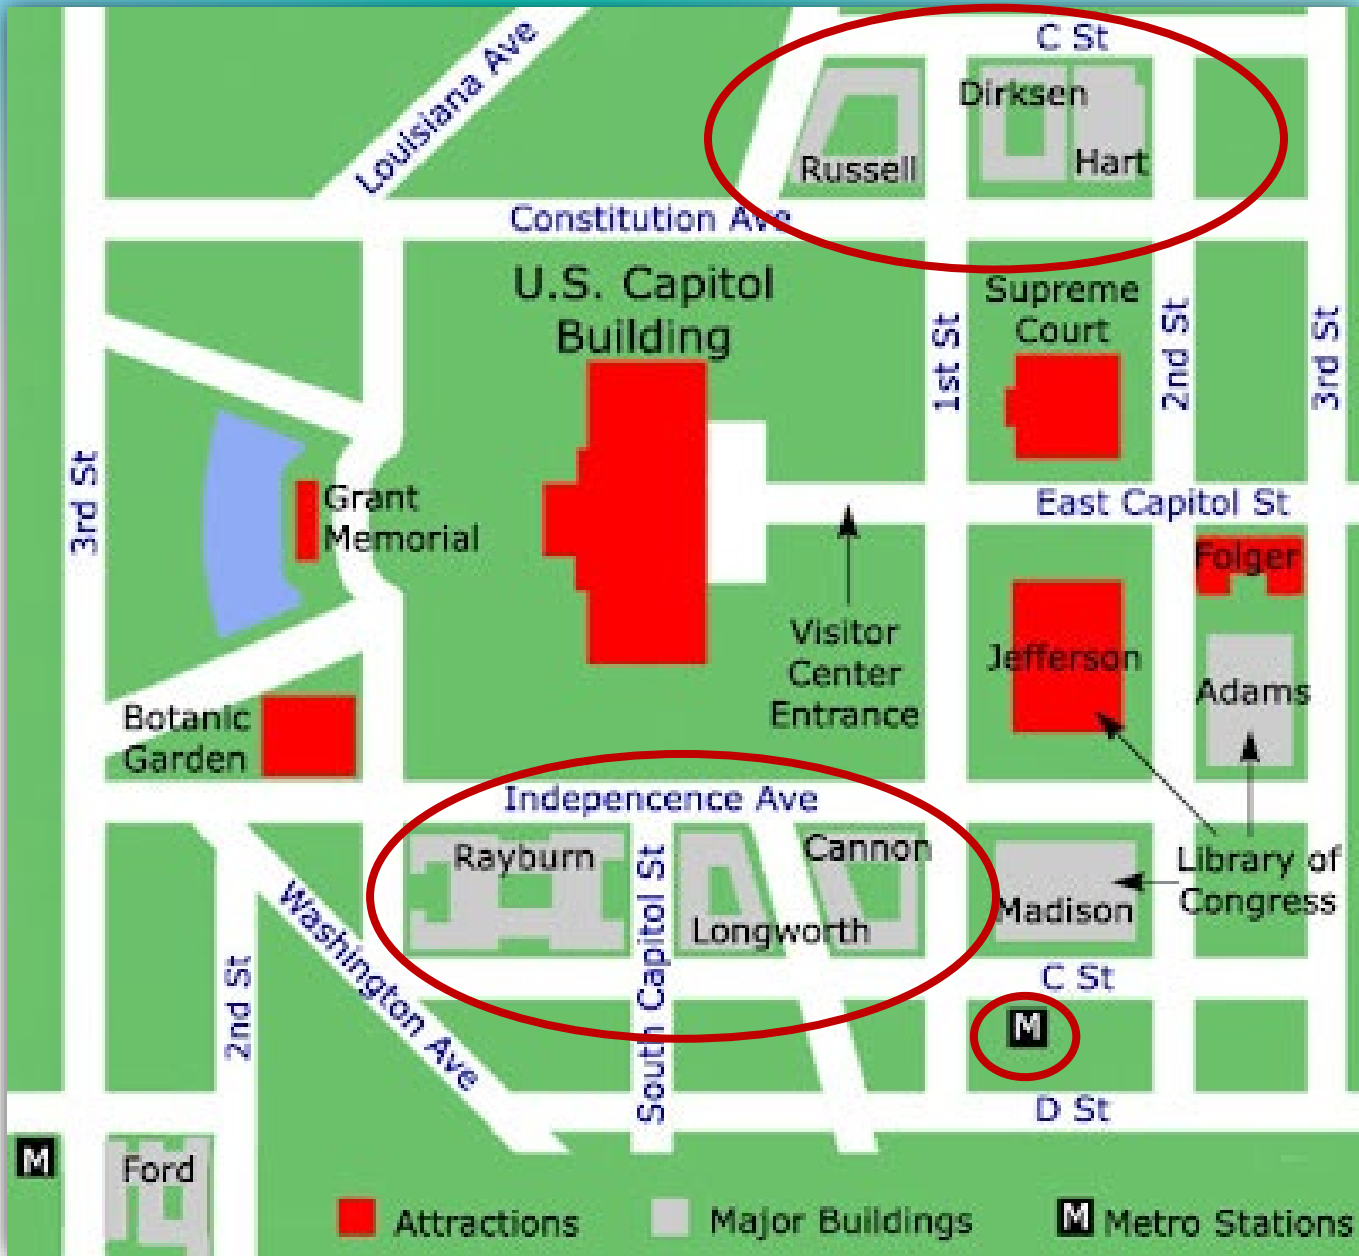 Louisiana Ave
C St
Dirksen
Russell
Hart
Constitution Ave
U.S. Capitol
Building
Supreme
Court
1st St
2nd St
3rd St
3rd St
Grant
Memorial
East Capitol St
Folger
Visitor
Center
Entrance
Jefferson
Adams
Botanic
Garden
Indepencence Ave
Rayburn
Cannon
Longworth
South Capitol St
Madison
Library of
Congress
Washington Ave
2nd St
C St
M
D St
M
Ford
Attractions
Major Buildings
M Metro Stations